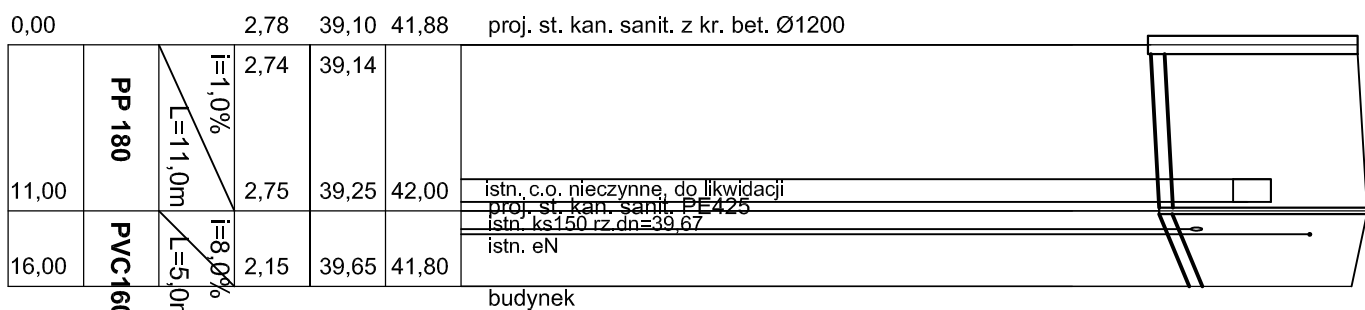 0,00 2,78 39,10 41,88 proj. st. kan. sanit. z kr. bet. Ø1200
2,74 39,14
PP 180
L=11,0m
i=1,0%
11,00 2,75 39,25 42,00 istn. c.o. nieczynne, do likwidacji
proj. st. kan. sanit. PE425
istn. ks150 rz.dn=39,67
istn. eN
PVC160
L=5,0m
i=8,0%
16,00 2,15 39,65 41,80
budynek